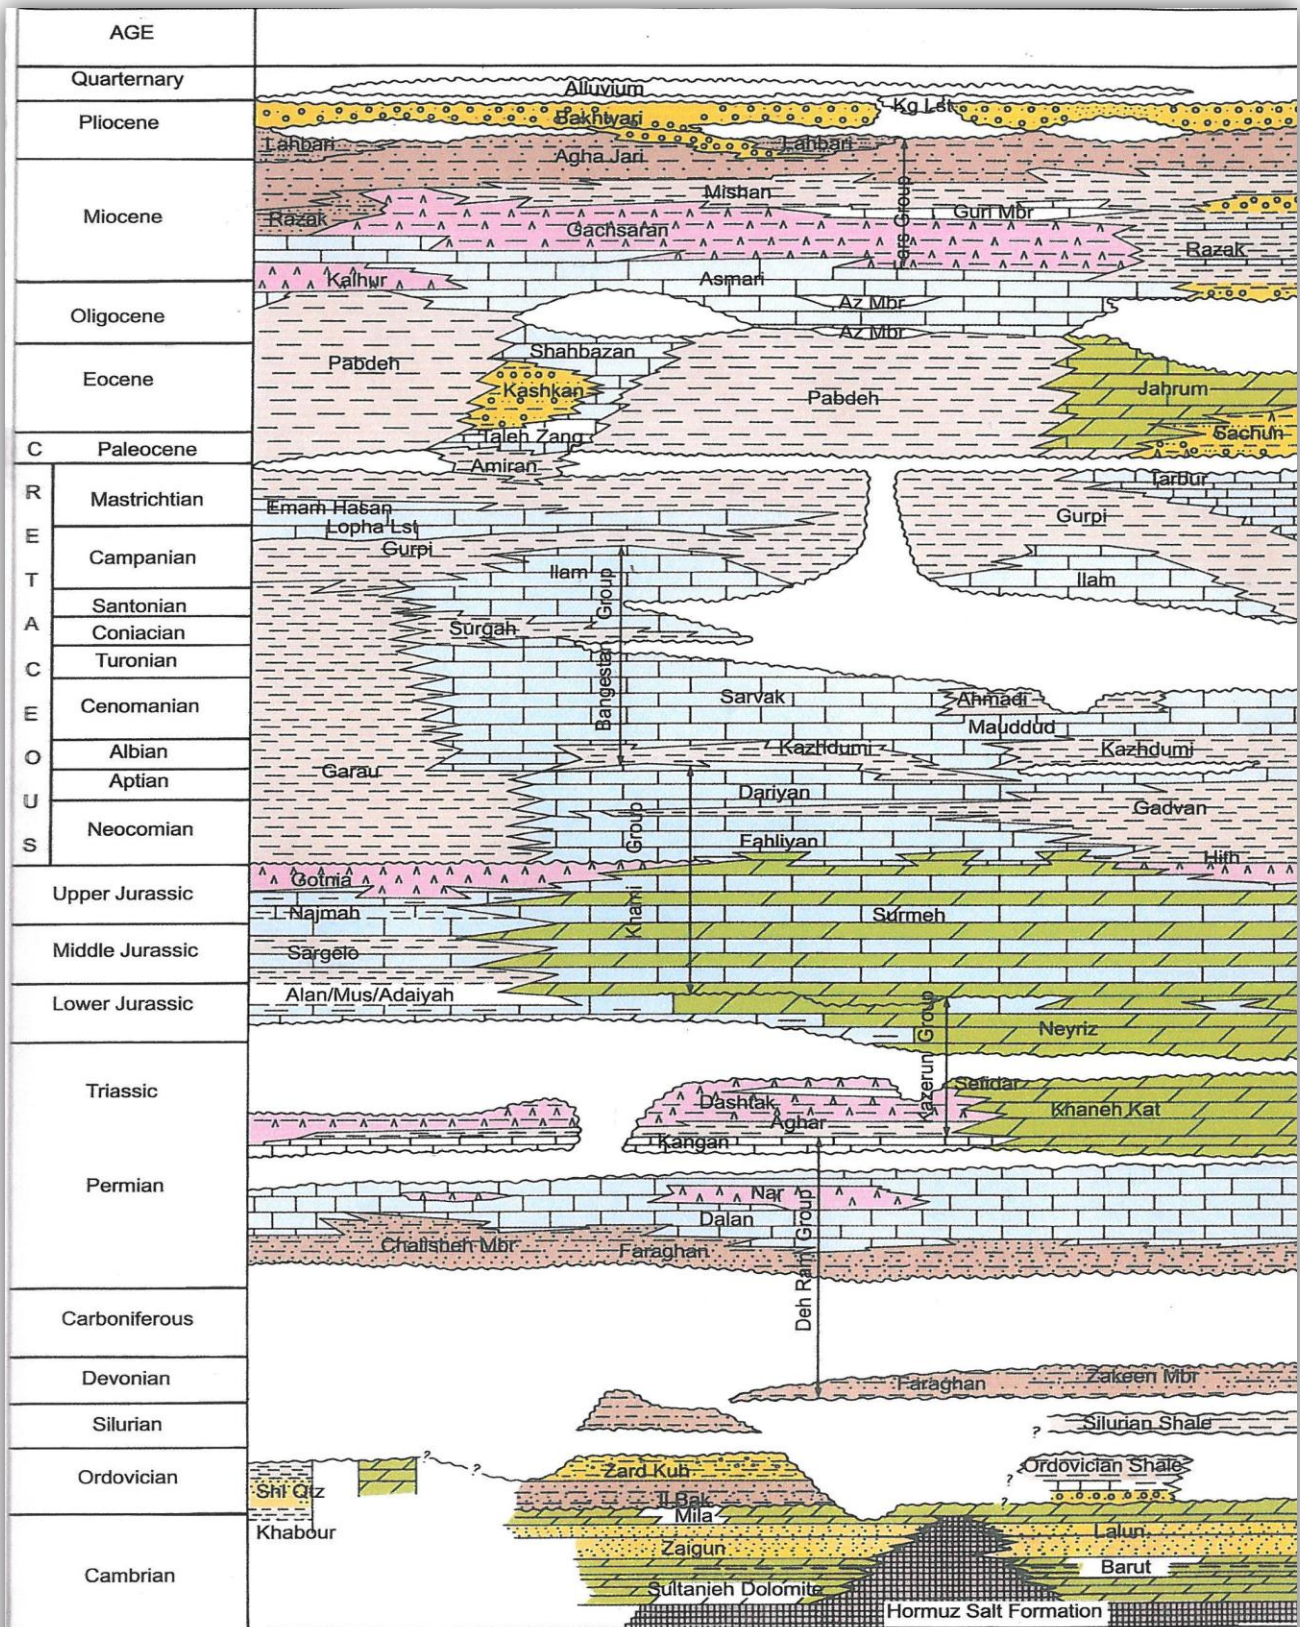 AGE
Quarternary
Alluvium
Kg Lst
Pliocene
Bakhtyari
Lahbari
Lahbari
Agha Jari
Miocene
Mishan
Razak
Guri Mbr
Gachsaran
Fars Group
Razak
Kalhur
Asmari
Az Mbr
Oligocene
Az Mbr
Shahbazan
Pabdeh
Eocene
Kashkan
Jahrum
Pabdeh
Sachun
Taleh Zang
C
Paleocene
Amiran
R
Mastrichtian
Tarbur
Emam Hasan
Gurpi
Lopha Lst
E
Gurpi
Campanian
Ilam
Ilam
T
Group
Santonian
A
Coniacian
Surgah
Turonian
C
Bangestan
Sarvak
Ahmadi
E
Cenomanian
Mauddud
O
Albian
Kazhdumi
Kazhdumi
Garau
Aptian
Dariyan
U
Gadvan
Neocomian
Group
Fahliyan
S
Hith
Gotnia
Upper Jurassic
Khami
Najmah
Surmeh
Middle Jurassic
Sargelo
Alan/Mus/Adaiyah
Lower Jurassic
Neyriz
Kazerun Group
Triassic
Sefidar
Dashtak
Khaneh Kat
Aghar
Kangan
Permian
Nar
Dalan
Chalisheh Mbr
Faraghan
Deh Ram Group
Carboniferous
Devonian
Zakeen Mbr
Faraghan
Silurian
Silurian Shale
?
?
?
Ordovician Shale
Ordovician
Zard Kuh
?
Shl Qtz
Il Bak
?
Mila
Khabour
Lalun
Zaigun
Barut
Cambrian
Sultanieh Dolomite
Hormuz Salt Formation